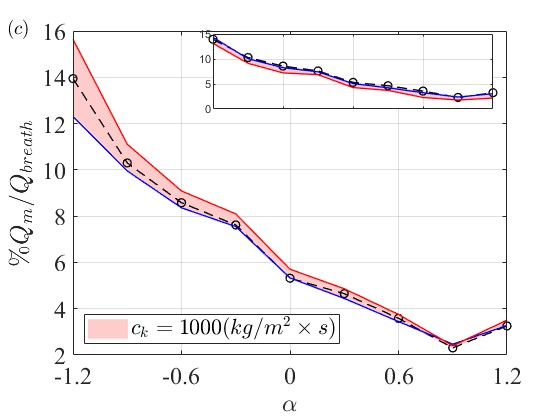 (c)
16
14
12
10
8
6
4
2
%Q_m/Q_breath
15
10
5
0
c_k = 1000(kg/m^2 × s)
-1.2 -0.6 0 0.6 1.2
α